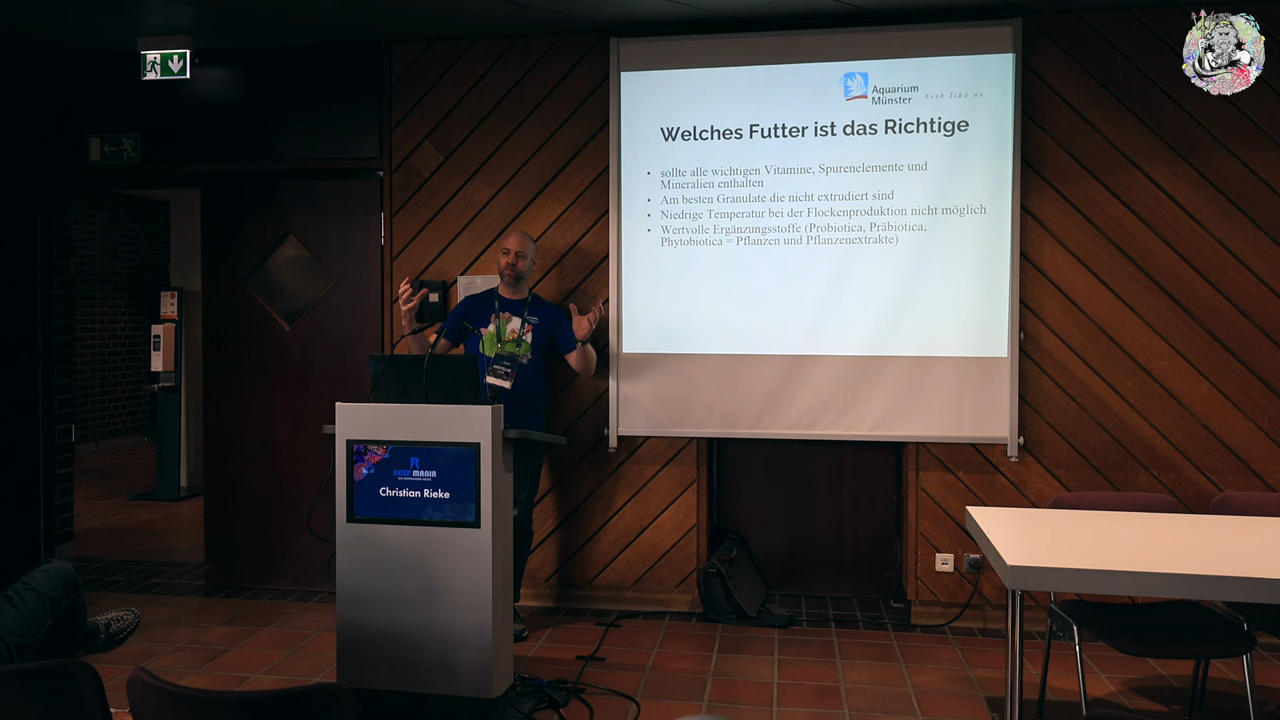 Aquarium
Münster
Fish like us
Welches Futter ist das Richtige
• sollte alle wichtigen Vitamine, Spurenelemente und
Mineralien enthalten
• Am besten Granulate die nicht extrudiert sind
• Niedrige Temperatur bei der Flockenproduktion nicht möglich
• Wertvolle Ergänzungsstoffe (Probiotica, Präbiotica,
Phytobiotica = Pflanzen und Pflanzenextrakte)
R
REEF MANIA
Christian Rieke